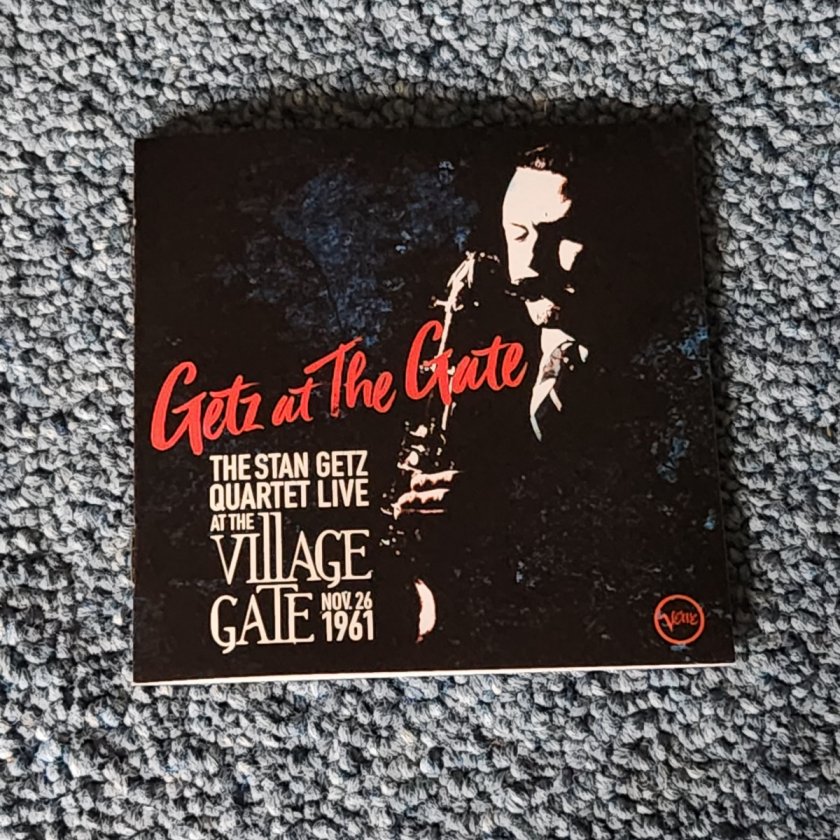 Getz at The Gate
THE STAN GETZ
QUARTET LIVE
AT THE
VILLAGE
GATE NOV. 26
1961
Verve